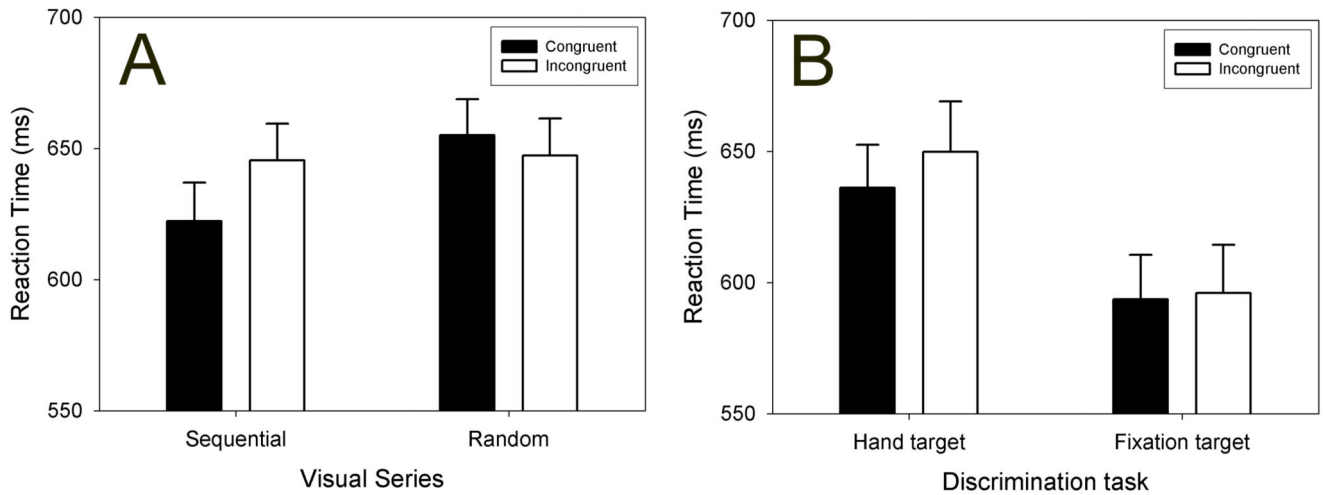 A
Congruent
Incongruent
700
650
600
550
Reaction Time (ms)
Sequential Random
Visual Series
B
Congruent
Incongruent
700
650
600
550
Reaction Time (ms)
Hand target Fixation target
Discrimination task